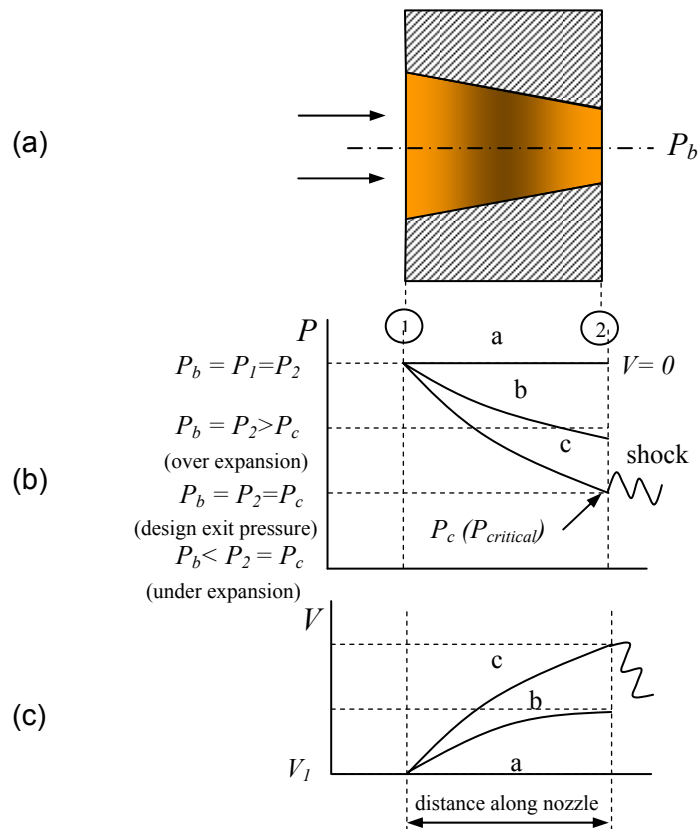 (a)
P_b
1
2
P
a
P_b = P_1=P_2
V= 0
b
P_b = P_2>P_c
(over expansion)
c
shock
(b)
P_b = P_2=P_c
(design exit pressure)
P_c (P_critical)
P_b< P_2 = P_c
(under expansion)
V
c
b
(c)
V_1
a
distance along nozzle